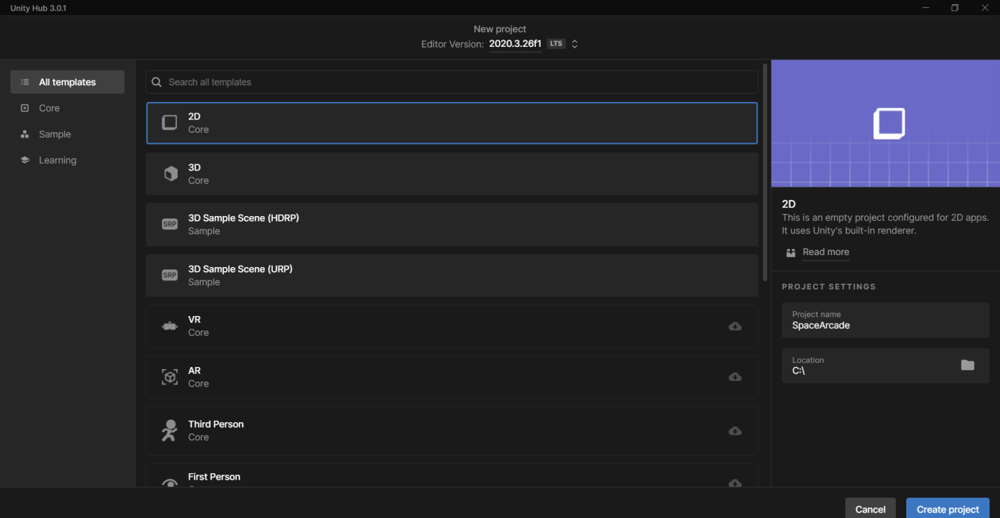 Unity Hub 3.0.1
New project
Editor Version: 2020.3.26f1 LTS
All templates
Core
Sample
Learning
Search all templates
2D
Core
3D
Core
SRP
3D Sample Scene (HDRP)
Sample
SRP
3D Sample Scene (URP)
Sample
VR
Core
AR
Core
Third Person
Core
First Person
2D
This is an empty project configured for 2D apps.
It uses Unity's built-in renderer.
Read more
PROJECT SETTINGS
Project name
SpaceArcade
Location
C:\
Cancel
Create project